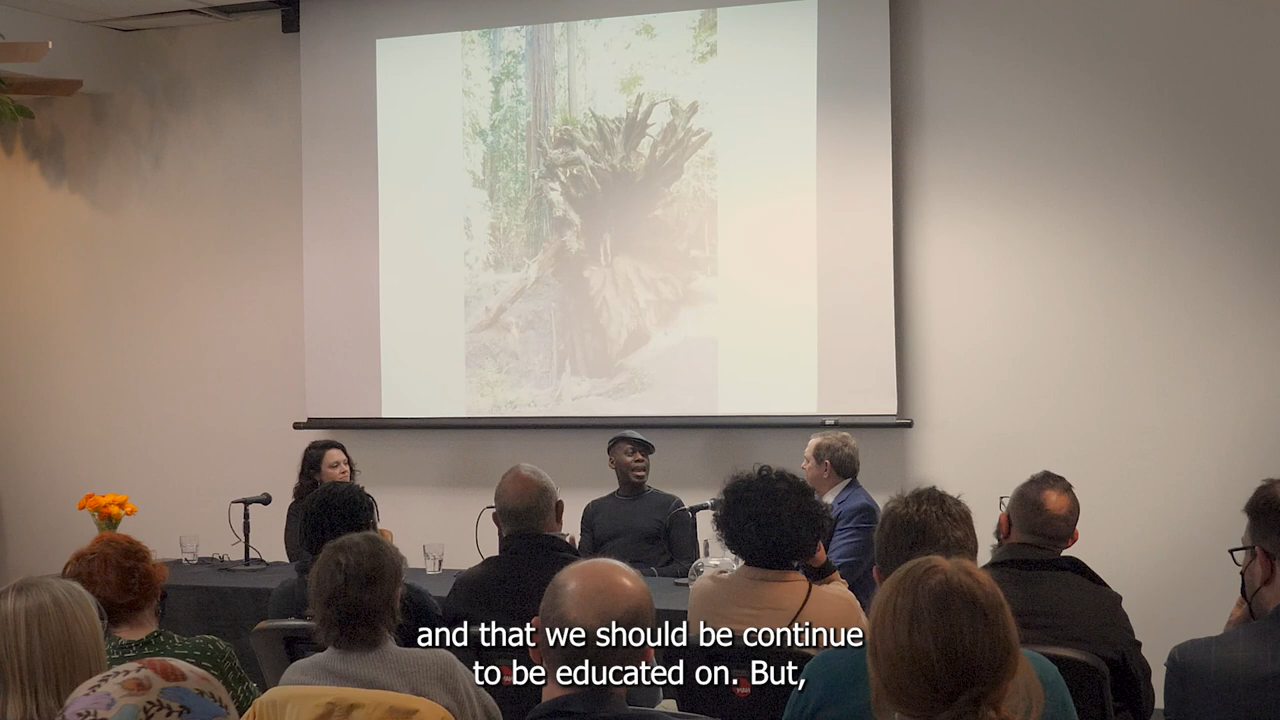 and that we should be continue
to be educated on. But,